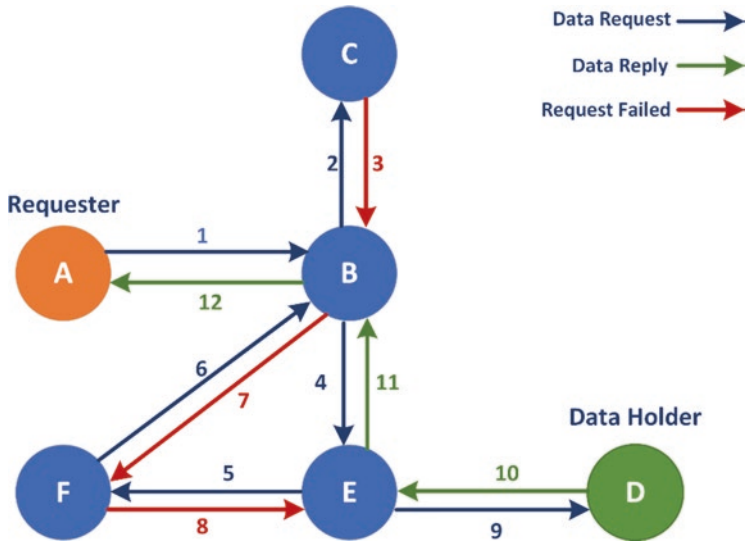 C
Data Request
Data Reply
Request Failed
2
3
Requester
A
1
B
12
6
7
4
11
Data Holder
F
5
E
10
D
8
9